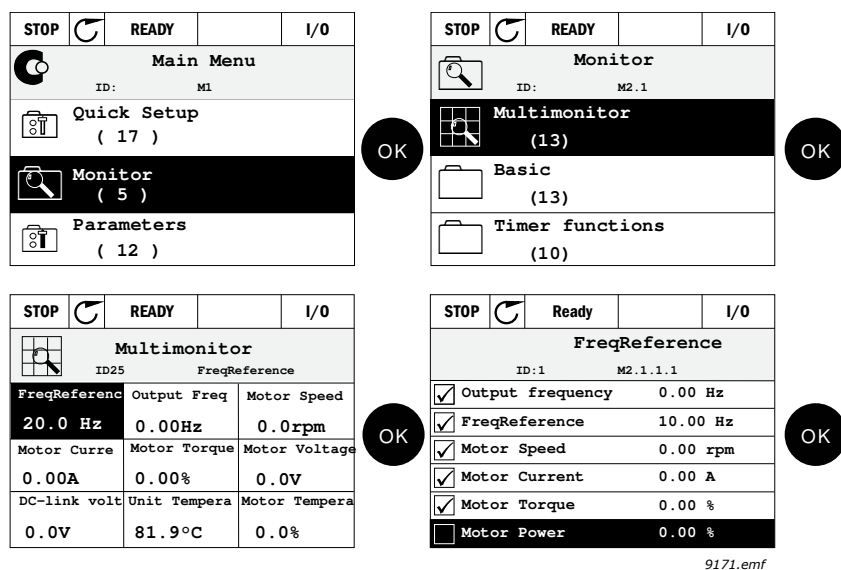 STOP READY I/O
Main Menu
ID: M1
Quick Setup
( 17 )
Monitor
( 5 )
Parameters
( 12 )
OK
STOP READY I/O
Monitor
ID: M2.1
Multimonitor
(13)
Basic
(13)
Timer functions
(10)
OK
STOP READY I/O
Multimonitor
ID25 FreqReference
FreqReferenc Output Freq Motor Speed
20.0 Hz 0.00Hz 0.0rpm
Motor Curre Motor Torque Motor Voltage
0.00A 0.00% 0.0V
DC-link volt Unit Tempera Motor Tempera
0.0V 81.9°C 0.0%
OK
STOP Ready I/O
FreqReference
ID:1 M2.1.1.1
Output frequency 0.00 Hz
FreqReference 10.00 Hz
Motor Speed 0.00 rpm
Motor Current 0.00 A
Motor Torque 0.00 %
Motor Power 0.00 %
OK
9171.emf